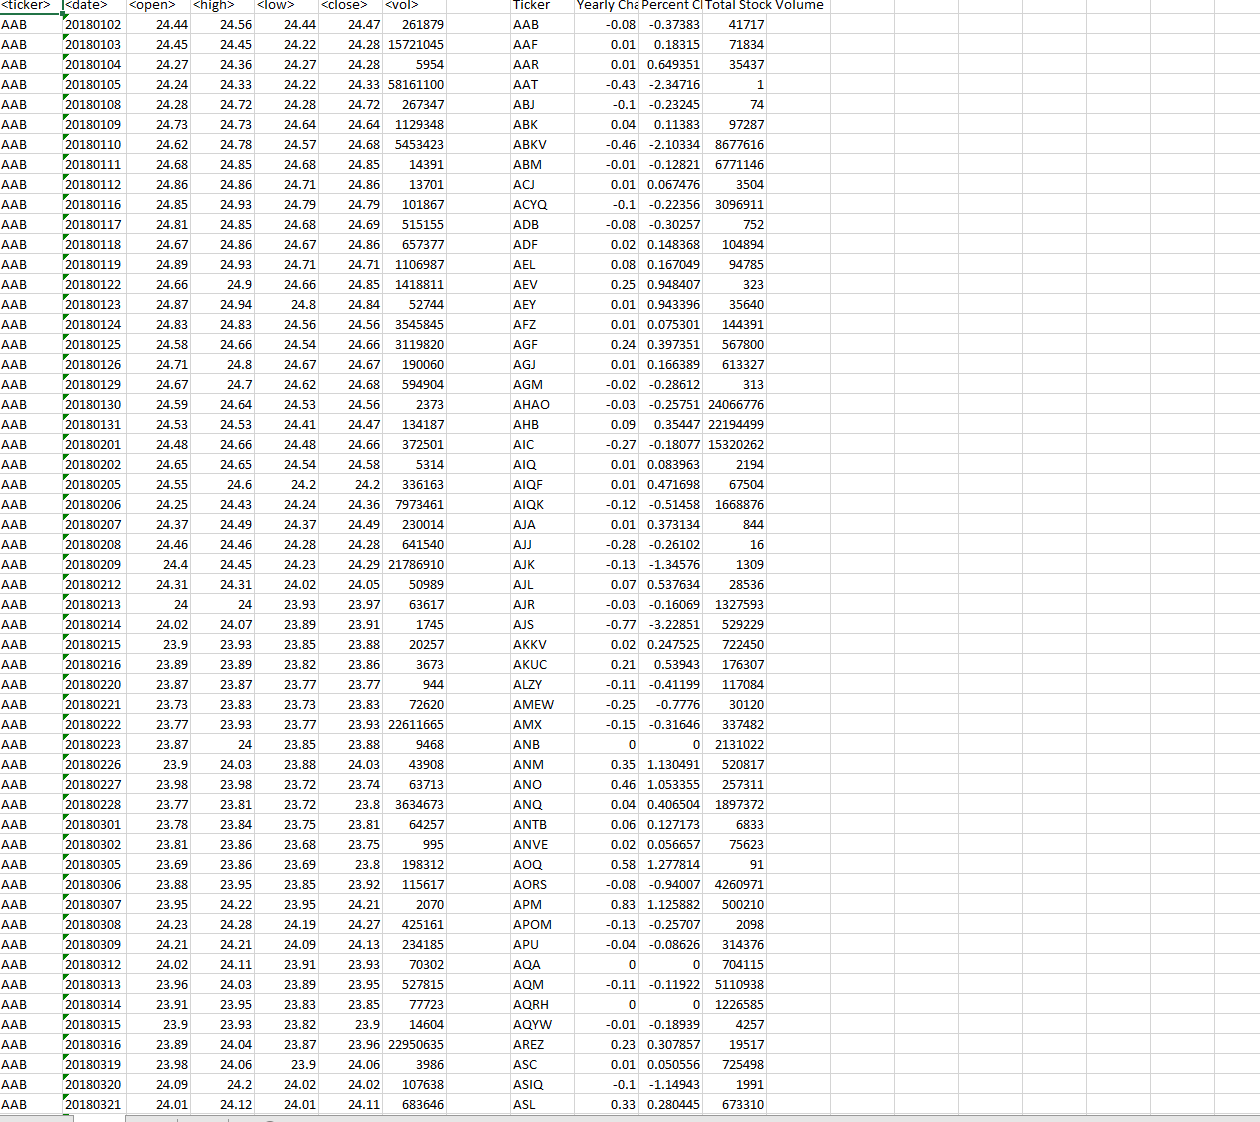 <ticker> <date> <open> <high> <low> <close> <vol> Ticker Yearly Cha Percent Cl Total Stock Volume
AAB 20180102 24.44 24.56 24.44 24.47 261879 AAB -0.08 -0.37383 41717
AAB 20180103 24.45 24.45 24.22 24.28 15721045 AAF 0.01 0.18315 71834
AAB 20180104 24.27 24.36 24.27 24.28 5954 AAR 0.01 0.649351 35437
AAB 20180105 24.24 24.33 24.22 24.33 58161100 AAT -0.43 -2.34716 1
AAB 20180108 24.28 24.72 24.28 24.72 267347 ABJ -0.1 -0.23245 74
AAB 20180109 24.73 24.73 24.64 24.64 1129348 ABK 0.04 0.11383 97287
AAB 20180110 24.62 24.78 24.57 24.68 5453423 ABKV -0.46 -2.10334 8677616
AAB 20180111 24.68 24.85 24.68 24.85 14391 ABM -0.01 -0.12821 6771146
AAB 20180112 24.86 24.86 24.71 24.86 13701 ACJ 0.01 0.067476 3504
AAB 20180116 24.85 24.93 24.79 24.79 101867 ACYQ -0.1 -0.22356 3096911
AAB 20180117 24.81 24.85 24.68 24.69 515155 ADB -0.08 -0.30257 752
AAB 20180118 24.67 24.86 24.67 24.86 657377 ADF 0.02 0.148368 104894
AAB 20180119 24.89 24.93 24.71 24.71 1106987 AEL 0.08 0.167049 94785
AAB 20180122 24.66 24.9 24.66 24.85 1418811 AEV 0.25 0.948407 323
AAB 20180123 24.87 24.94 24.8 24.84 52744 AEY 0.01 0.943396 35640
AAB 20180124 24.83 24.83 24.56 24.56 3545845 AFZ 0.01 0.075301 144391
AAB 20180125 24.58 24.66 24.54 24.66 3119820 AGF 0.24 0.397351 567800
AAB 20180126 24.71 24.8 24.67 24.67 190060 AGJ 0.01 0.166389 613327
AAB 20180129 24.67 24.7 24.62 24.68 594904 AGM -0.02 -0.28612 313
AAB 20180130 24.59 24.64 24.53 24.56 2373 AHAO -0.03 -0.25751 24066776
AAB 20180131 24.53 24.53 24.41 24.47 134187 AHB 0.09 0.35447 22194499
AAB 20180201 24.48 24.66 24.48 24.66 372501 AIC -0.27 -0.18077 15320262
AAB 20180202 24.65 24.65 24.54 24.58 5314 AIQ 0.01 0.083963 2194
AAB 20180205 24.55 24.6 24.2 24.2 336163 AIQF 0.01 0.471698 67504
AAB 20180206 24.25 24.43 24.24 24.36 7973461 AIQK -0.12 -0.51458 1668876
AAB 20180207 24.37 24.49 24.37 24.49 230014 AJA 0.01 0.373134 844
AAB 20180208 24.46 24.46 24.28 24.28 641540 AJJ -0.28 -0.26102 16
AAB 20180209 24.4 24.45 24.23 24.29 21786910 AJK -0.13 -1.34576 1309
AAB 20180212 24.31 24.31 24.02 24.05 50989 AJL 0.07 0.537634 28536
AAB 20180213 24 24 23.93 23.97 63617 AJR -0.03 -0.16069 1327593
AAB 20180214 24.02 24.07 23.89 23.91 1745 AJS -0.77 -3.22851 529229
AAB 20180215 23.9 23.93 23.85 23.88 20257 AKKV 0.02 0.247525 722450
AAB 20180216 23.89 23.89 23.82 23.86 3673 AKUC 0.21 0.53943 176307
AAB 20180220 23.87 23.87 23.77 23.77 944 ALZY -0.11 -0.41199 117084
AAB 20180221 23.73 23.83 23.73 23.83 72620 AMEW -0.25 -0.7776 30120
AAB 20180222 23.77 23.93 23.77 23.93 22611665 AMX -0.15 -0.31646 337482
AAB 20180223 23.87 24 23.85 23.88 9468 ANB 0 0 2131022
AAB 20180226 23.9 24.03 23.88 24.03 43908 ANM 0.35 1.130491 520817
AAB 20180227 23.98 23.98 23.72 23.74 63713 ANO 0.46 1.053355 257311
AAB 20180228 23.77 23.81 23.72 23.8 3634673 ANQ 0.04 0.406504 1897372
AAB 20180301 23.78 23.84 23.75 23.81 64257 ANTB 0.06 0.127173 6833
AAB 20180302 23.81 23.86 23.68 23.75 995 ANVE 0.02 0.056657 75623
AAB 20180305 23.69 23.86 23.69 23.8 198312 AOQ 0.58 1.277814 91
AAB 20180306 23.88 23.95 23.85 23.92 115617 AORS -0.08 -0.94007 4260971
AAB 20180307 23.95 24.22 23.95 24.21 2070 APM 0.83 1.125882 500210
AAB 20180308 24.23 24.28 24.19 24.27 425161 APOM -0.13 -0.25707 2098
AAB 20180309 24.21 24.21 24.09 24.13 234185 APU -0.04 -0.08626 314376
AAB 20180312 24.02 24.11 23.91 23.93 70302 AQA 0 0 704115
AAB 20180313 23.96 24.03 23.89 23.95 527815 AQM -0.11 -0.11922 5110938
AAB 20180314 23.91 23.95 23.83 23.85 77723 AQRH 0 0 1226585
AAB 20180315 23.9 23.93 23.82 23.9 14604 AQYW -0.01 -0.18939 4257
AAB 20180316 23.89 24.04 23.87 23.96 22950635 AREZ 0.23 0.307857 19517
AAB 20180319 23.98 24.06 23.9 24.06 3986 ASC 0.01 0.050556 725498
AAB 20180320 24.09 24.2 24.02 24.02 107638 ASIQ -0.1 -1.14943 1991
AAB 20180321 24.01 24.12 24.01 24.11 683646 ASL 0.33 0.280445 673310